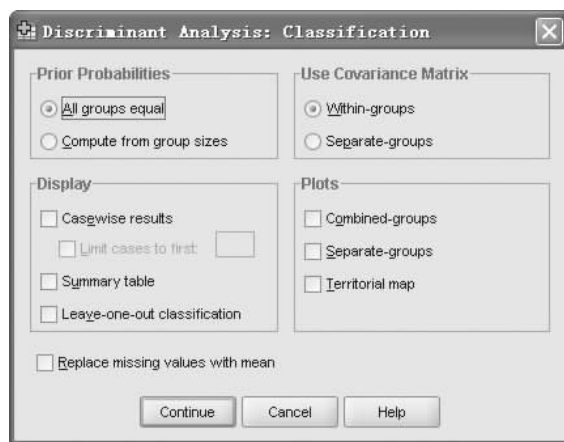 Discriminant Analysis: Classification
Prior Probabilities
All groups equal
Compute from group sizes
Use Covariance Matrix
Within-groups
Separate-groups
Display
Casewise results
Limit cases to first:
Summary table
Leave-one-out classification
Plots
Combined-groups
Separate-groups
Territorial map
Replace missing values with mean
Continue
Cancel
Help